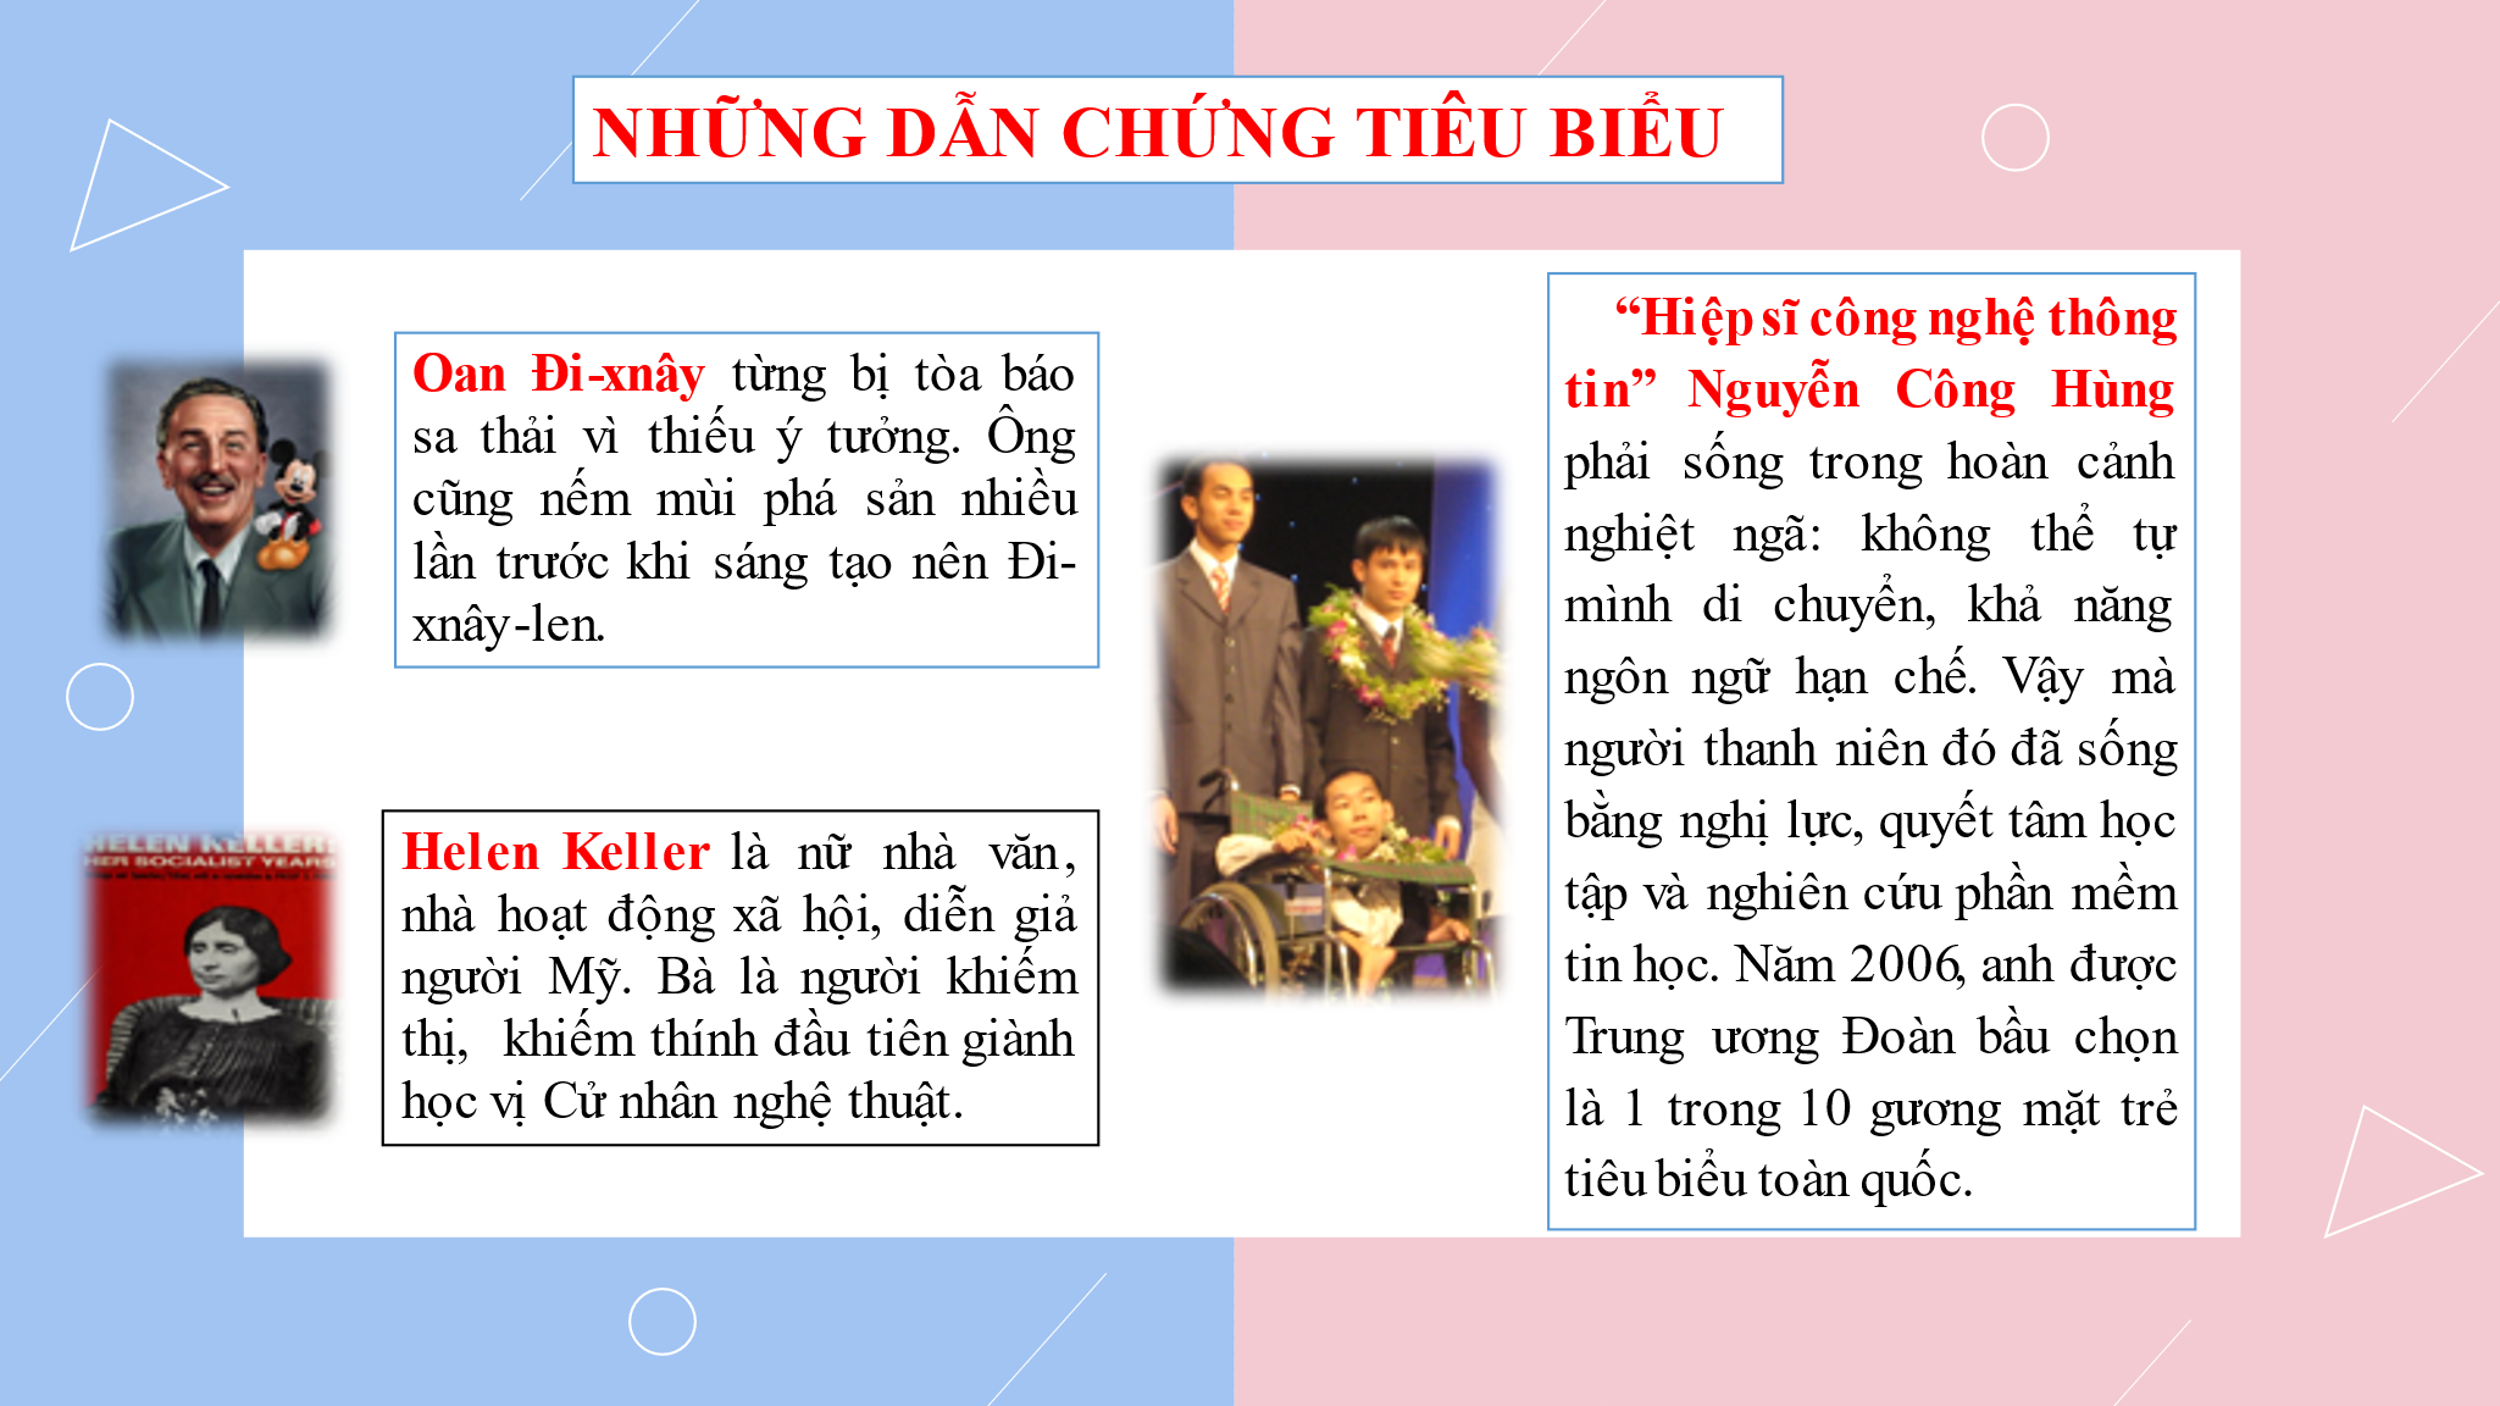 NHỮNG DẪN CHỨNG TIÊU BIỂU
Oan Đi-xnây từng bị tòa báo
sa thải vì thiếu ý tưởng. Ông
cũng nếm mùi phá sản nhiều
lần trước khi sáng tạo nên Đi-
xnây-len.
HELEN KELLER
HER SOCIALIST YEARS
Helen Keller là nữ nhà văn,
nhà hoạt động xã hội, diễn giả
người Mỹ. Bà là người khiếm
thị, khiếm thính đầu tiên giành
học vị Cử nhân nghệ thuật.
“Hiệp sĩ công nghệ thông
tin” Nguyễn Công Hùng
phải sống trong hoàn cảnh
nghiệt ngã: không thể tự
mình di chuyển, khả năng
ngôn ngữ hạn chế. Vậy mà
người thanh niên đó đã sống
bằng nghị lực, quyết tâm học
tập và nghiên cứu phần mềm
tin học. Năm 2006, anh được
Trung ương Đoàn bầu chọn
là 1 trong 10 gương mặt trẻ
tiêu biểu toàn quốc.